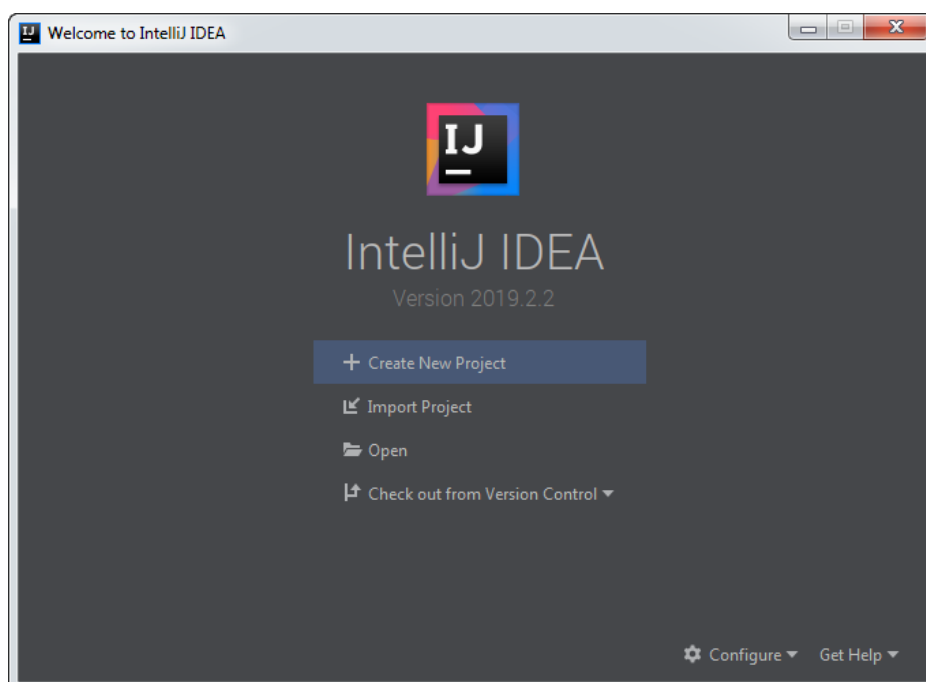 Welcome to IntelliJ IDEA
IJ
IntelliJ IDEA
Version 2019.2.2
Create New Project
Import Project
Open
Check out from Version Control
Configure
Get Help